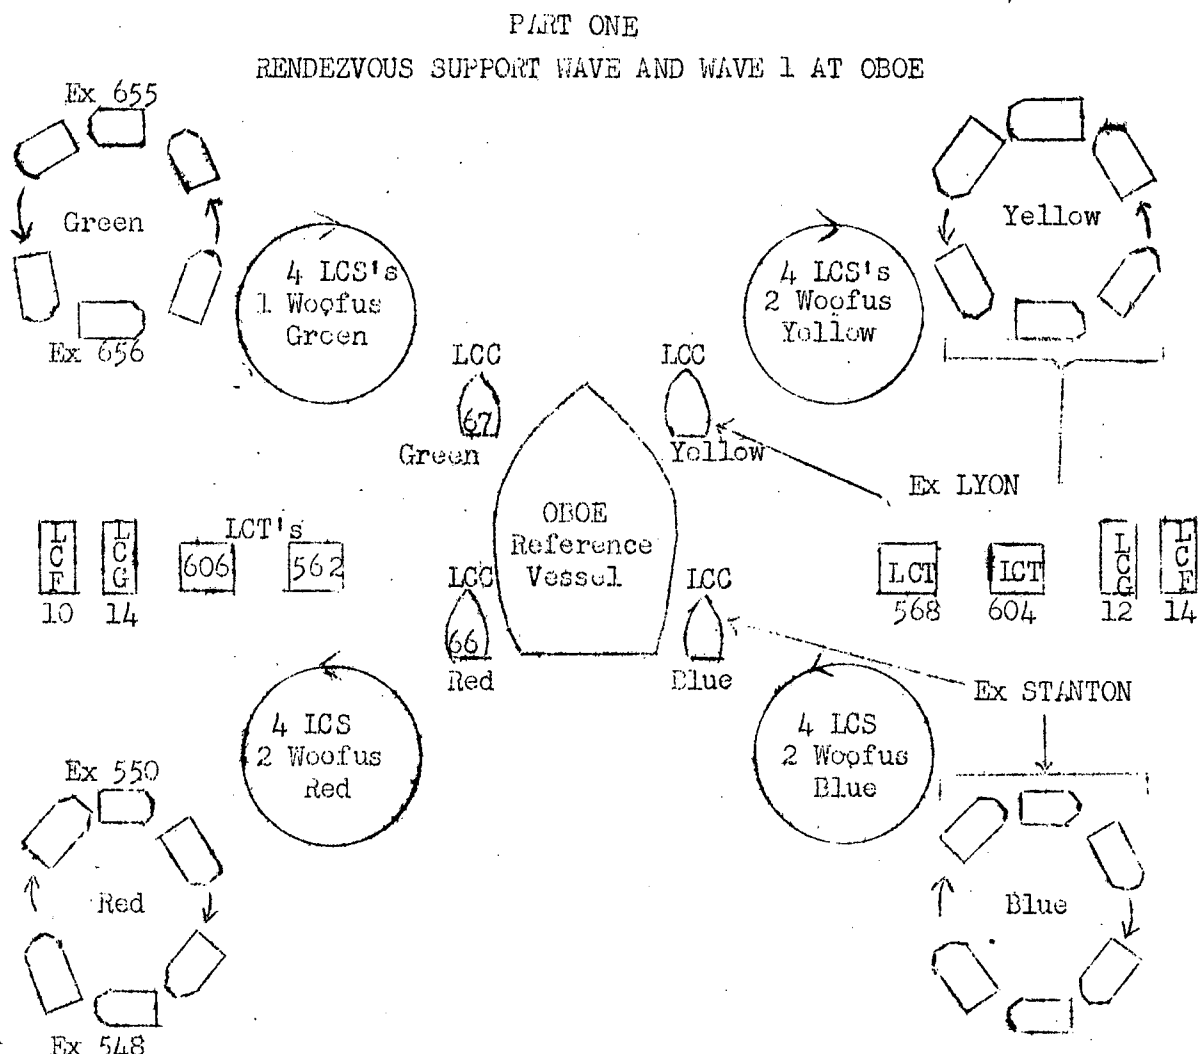 PART ONE
RENDEZVOUS SUPPORT WAVE AND WAVE 1 AT OBOE
Ex 655
Green
Ex 656
4 LCS's
1 Woofus
Green
4 LCS's
2 Woofus
Yellow
Yellow
LCC
67
Green
LCC
Yellow
Ex LYON
OBOE
Reference
Vessel
LCF
10
LCG
14
LCT's
606
562
LCC
66
Red
LCC
Blue
LCT
568
LCT
604
LCG
12
LCF
14
Ex STANTON
4 LCS
2 Woofus
Red
4 LCS
2 Woofus
Blue
Ex 550
Red
Ex 548
Blue